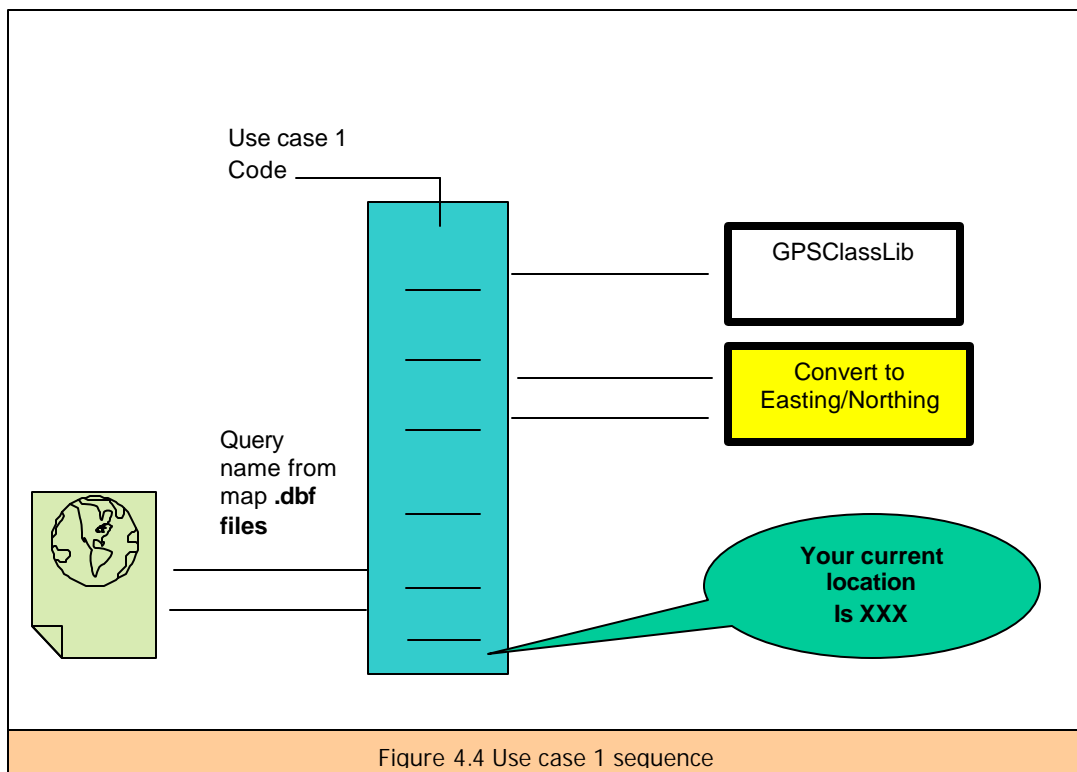 Use case 1
Code
GPSClassLib
Convert to
Easting/Northing
Query
name from
map .dbf
files
Your current
location
Is XXX
Figure 4.4 Use case 1 sequence